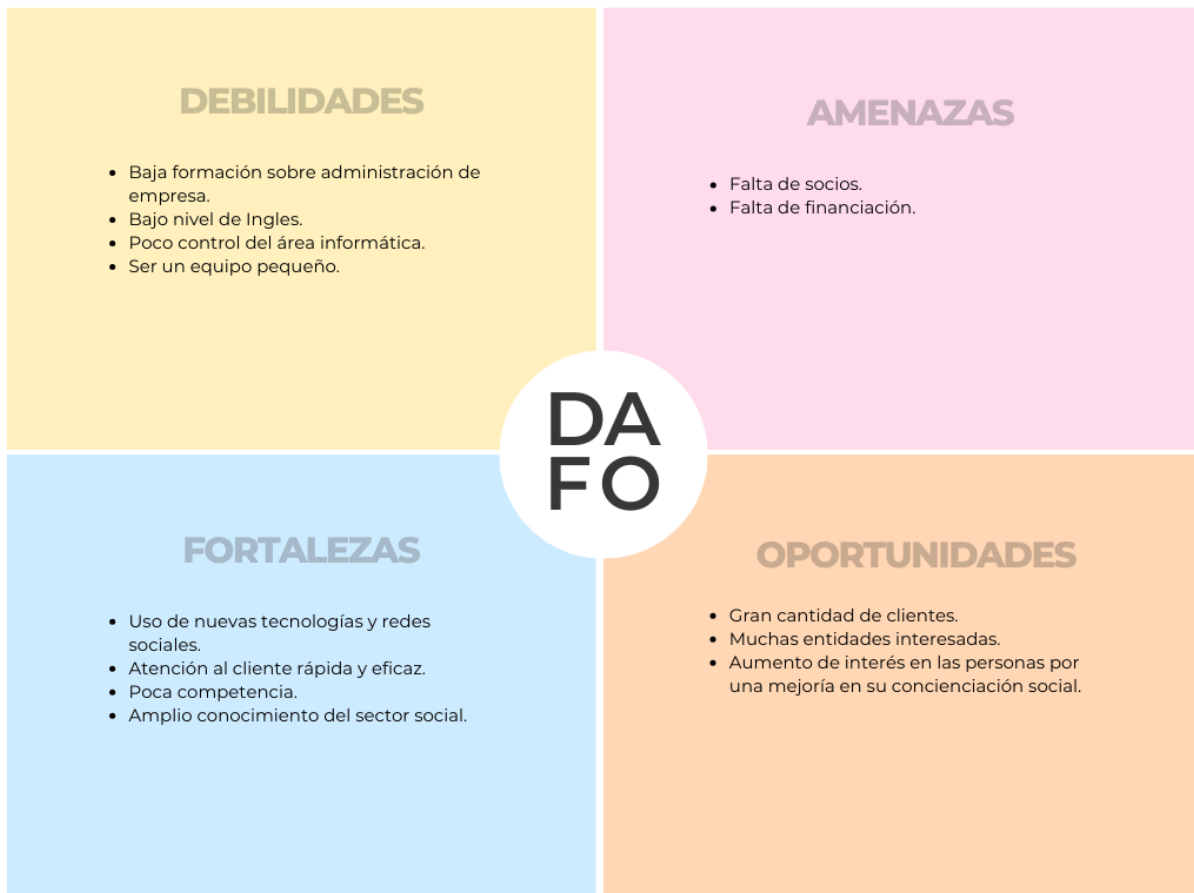 DEBILIDADES
• Baja formación sobre administración de
empresa.
• Bajo nivel de Ingles.
• Poco control del área informática.
• Ser un equipo pequeño.
AMENAZAS
• Falta de socios.
• Falta de financiación.
DA
FO
FORTALEZAS
• Uso de nuevas tecnologías y redes
sociales.
• Atención al cliente rápida y eficaz.
• Poca competencia.
• Amplio conocimiento del sector social.
OPORTUNIDADES
• Gran cantidad de clientes.
• Muchas entidades interesadas.
• Aumento de interés en las personas por
una mejoría en su concienciación social.